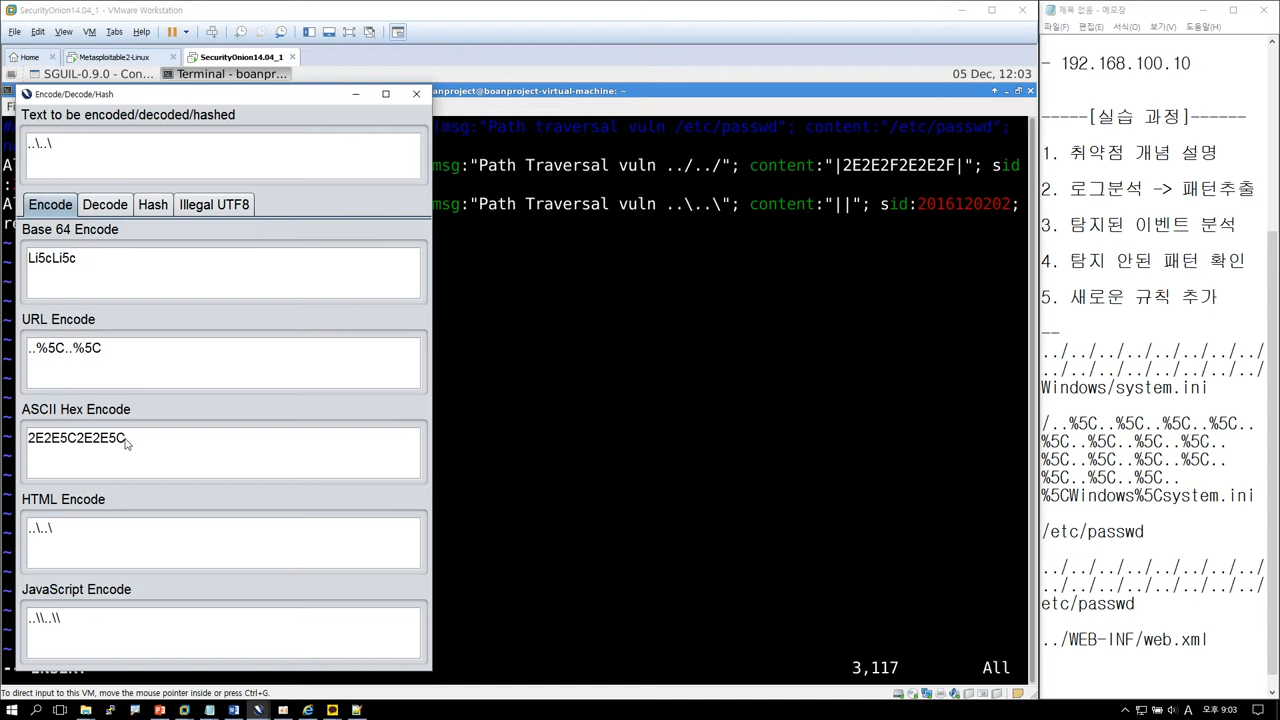 SecurityOnion14.04_1 - VMware Workstation
File Edit View VM Tabs Help
Home Metasploitable2-Linux SecurityOnion14.04_1
SGUIL-0.9.0 - Con... Terminal - boanpr... 05 Dec, 12:03
anproject@boanproject-virtual-machine: ~
(msg:"Path traversal vuln /etc/passwd"; content:"/etc/passwd";
msg:"Path Traversal vuln ../../"; content:"|2E2E2F2E2E2F|"; sid
msg:"Path Traversal vuln ..\..\"; content:"||"; sid:2016120202;
3,117 All
Encode/Decode/Hash
Text to be encoded/decoded/hashed
..\..\
Encode Decode Hash Illegal UTF8
Base 64 Encode
Li5cLi5c
URL Encode
..%5C..%5C
ASCII Hex Encode
2E2E5C2E2E5C
HTML Encode
..\..\
JavaScript Encode
..\\..\\
To direct input to this VM, move the mouse pointer inside or press Ctrl+G.
제목 없음 - 메모장
파일(F) 편집(E) 서식(O) 보기(V) 도움말(H)
- 192.168.100.10
-----[실습 과정]------
1. 취약점 개념 설명
2. 로그분석 -> 패턴추출
3. 탐지된 이벤트 분석
4. 탐지 안된 패턴 확인
5. 새로운 규칙 추가
--
../../../../../../../../
../../../../../../../../
Windows/system.ini
/..%5C..%5C..%5C..%5C..
%5C..%5C..%5C..%5C..
%5C..%5C..%5C..%5C..
%5C..%5C..%5C..
%5CWindows%5Csystem.ini
/etc/passwd
../../../../../../../../
../../../../../../../../
etc/passwd
../WEB-INF/web.xml
A 오후 9:03